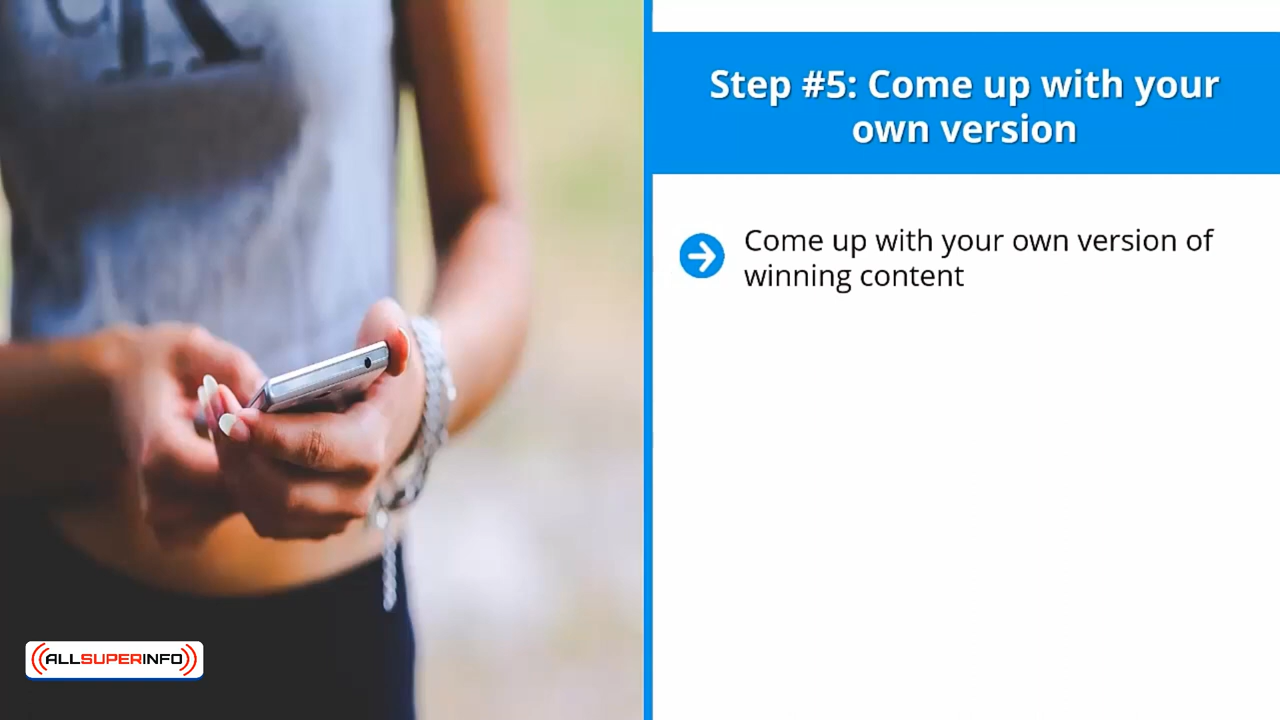 Step #5: Come up with your
own version
Come up with your own version of
winning content
ALLSUPERINFO